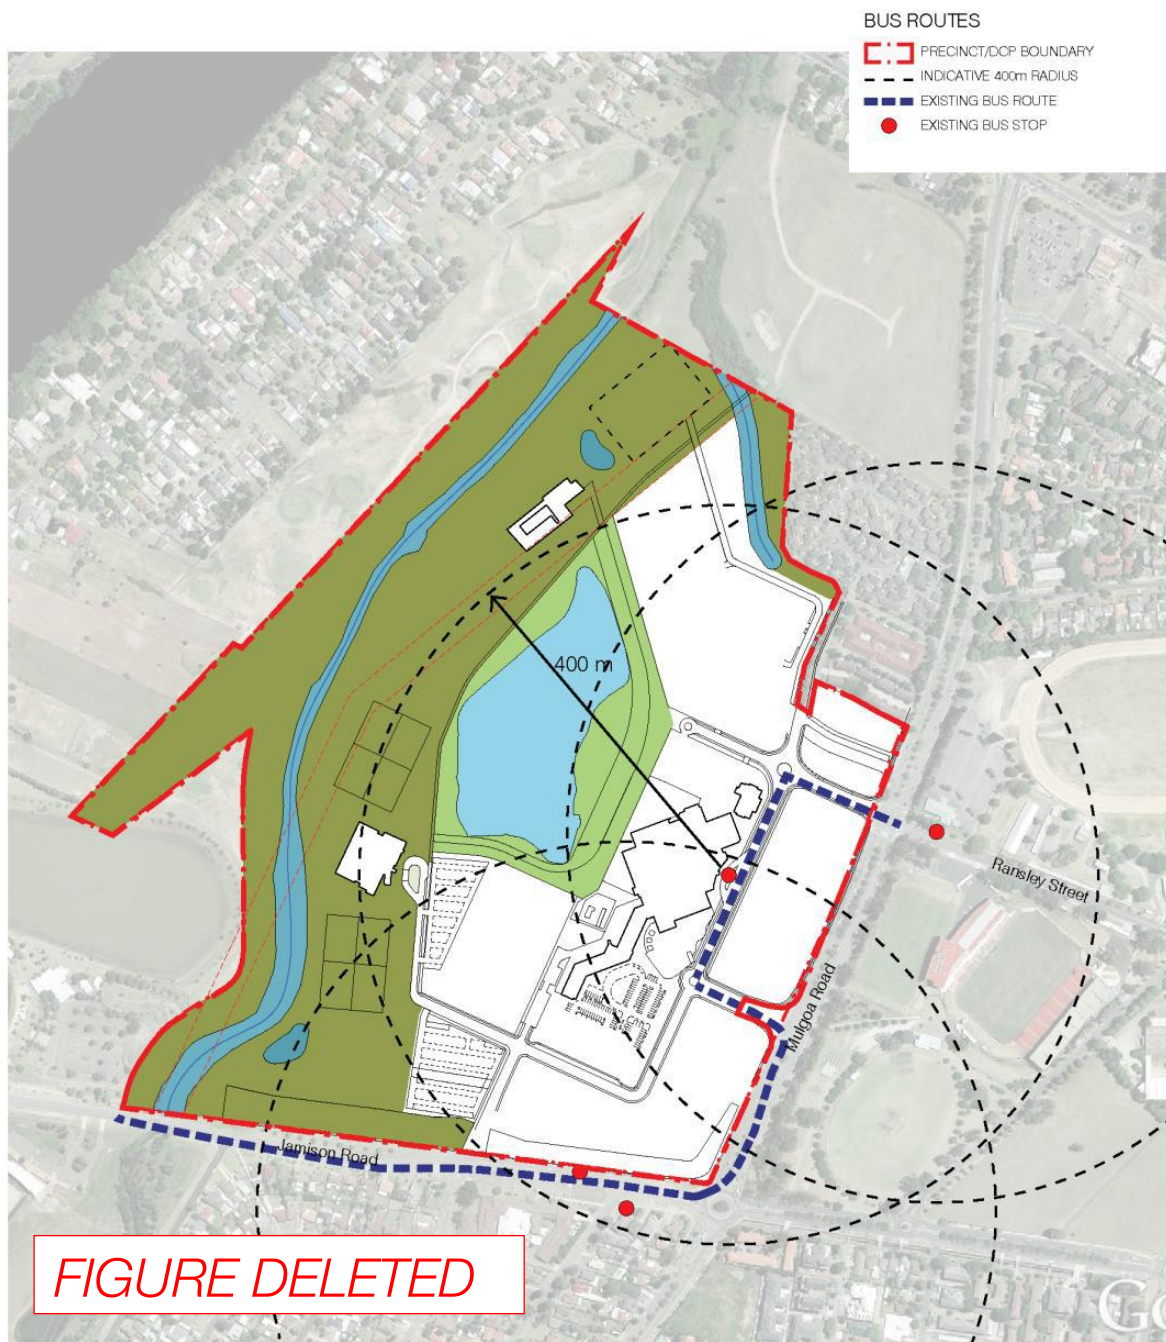 BUS ROUTES
PRECINCT/DCP BOUNDARY
INDICATIVE 400m RADIUS
EXISTING BUS ROUTE
EXISTING BUS STOP
400 m
Ransley Street
Mulgoa Road
Jamison Road
FIGURE DELETED